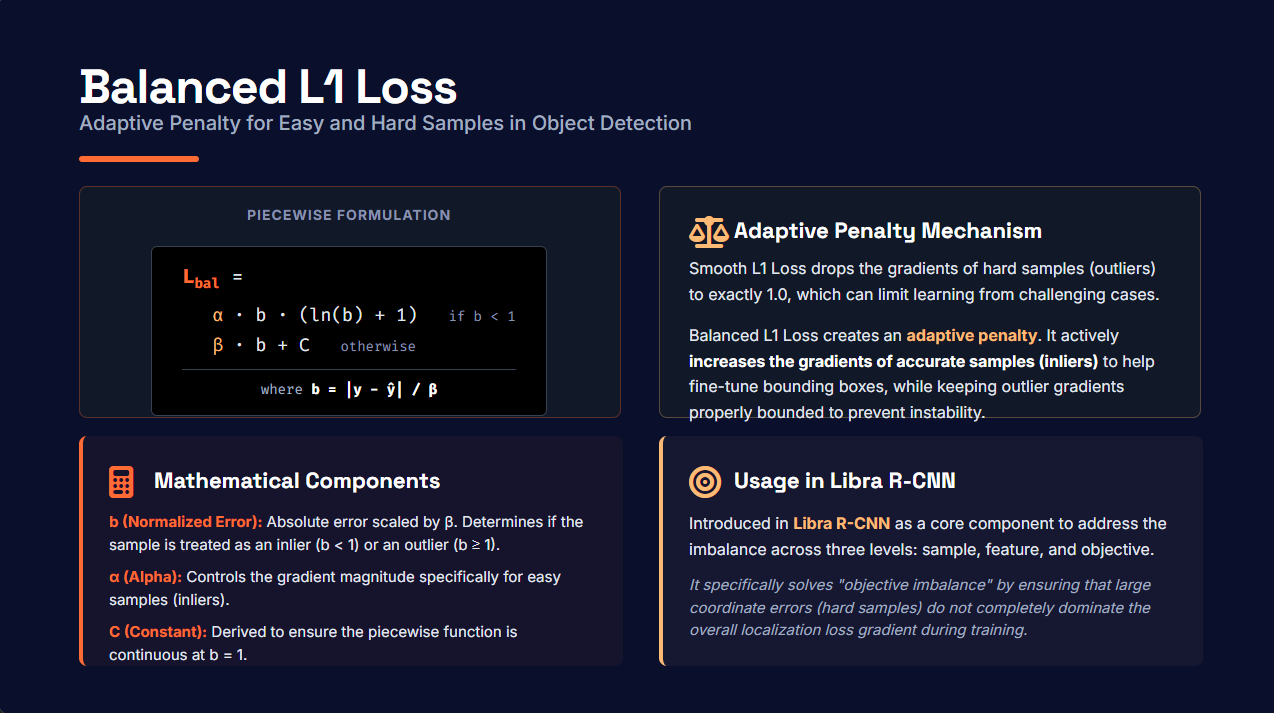 Balanced L1 Loss
Adaptive Penalty for Easy and Hard Samples in Object Detection
PIECEWISE FORMULATION
L_bal =
α · b · (ln(b) + 1) if b < 1
β · b + C otherwise
where b = |y - ŷ| / β
Adaptive Penalty Mechanism
Smooth L1 Loss drops the gradients of hard samples (outliers)
to exactly 1.0, which can limit learning from challenging cases.
Balanced L1 Loss creates an adaptive penalty. It actively
increases the gradients of accurate samples (inliers) to help
fine-tune bounding boxes, while keeping outlier gradients
properly bounded to prevent instability.
Mathematical Components
b (Normalized Error): Absolute error scaled by β. Determines if the
sample is treated as an inlier (b < 1) or an outlier (b ≥ 1).
α (Alpha): Controls the gradient magnitude specifically for easy
samples (inliers).
C (Constant): Derived to ensure the piecewise function is
continuous at b = 1.
Usage in Libra R-CNN
Introduced in Libra R-CNN as a core component to address the
imbalance across three levels: sample, feature, and objective.
It specifically solves "objective imbalance" by ensuring that large
coordinate errors (hard samples) do not completely dominate the
overall localization loss gradient during training.